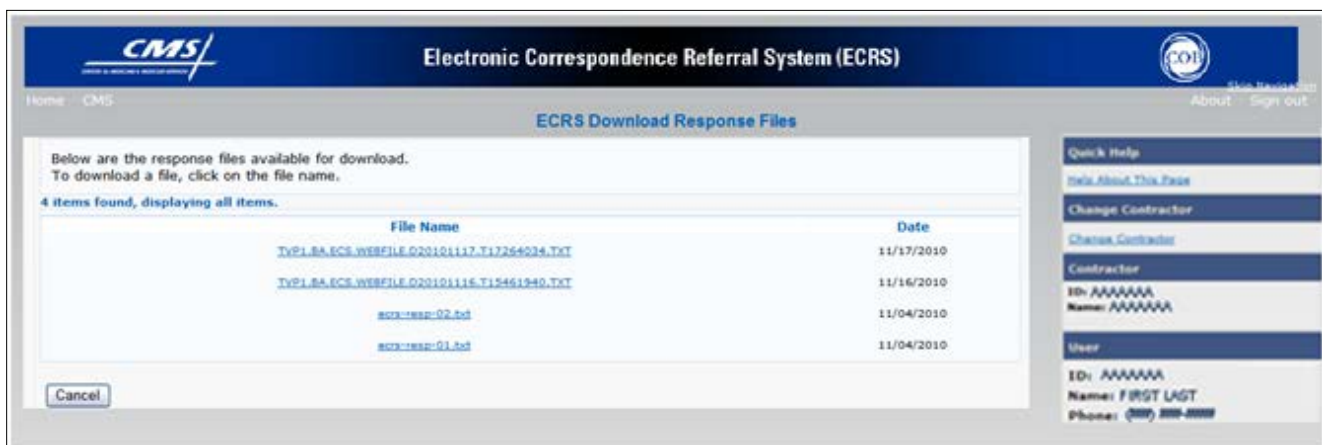 CMS
Electronic Correspondence Referral System (ECRS)
COB
Skip Navigation
Home CMS
About Sign out
ECRS Download Response Files
Below are the response files available for download.
To download a file, click on the file name.
4 items found, displaying all items.
File Name Date
TVP1.BA.ECS.WEBFILE.D20101117.T17264034.TXT 11/17/2010
TVP1.BA.ECS.WEBFILE.D20101116.T15461940.TXT 11/16/2010
ecrs-resp-02.txt 11/04/2010
ecrs-resp-01.txt 11/04/2010
Cancel
Quick Help
Help About This Page
Change Contractor
Change Contractor
Contractor
ID: AAAAAAA
Name: AAAAAAA
User
ID: AAAAAAA
Name: FIRST LAST
Phone: